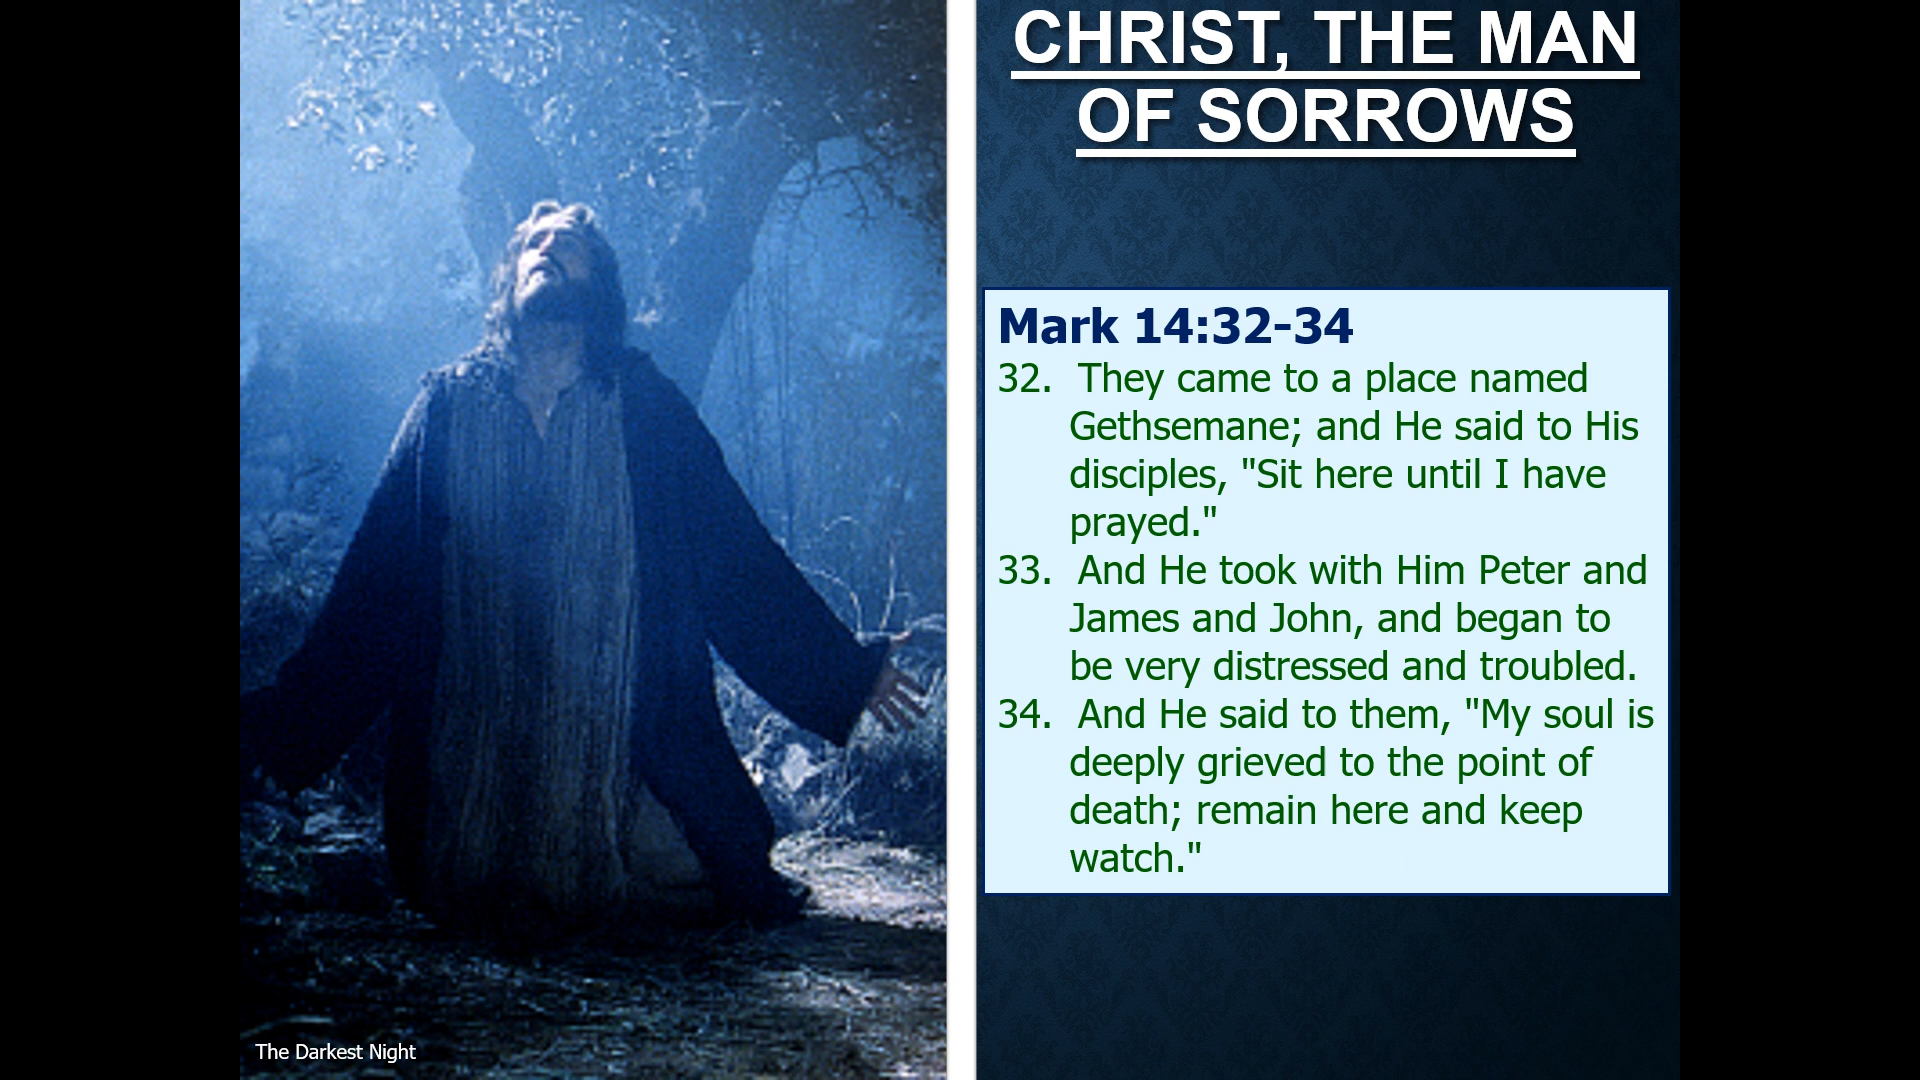 CHRIST, THE MAN
OF SORROWS
Mark 14:32-34
32. They came to a place named
Gethsemane; and He said to His
disciples, "Sit here until I have
prayed."
33. And He took with Him Peter and
James and John, and began to
be very distressed and troubled.
34. And He said to them, "My soul is
deeply grieved to the point of
death; remain here and keep
watch."
The Darkest Night